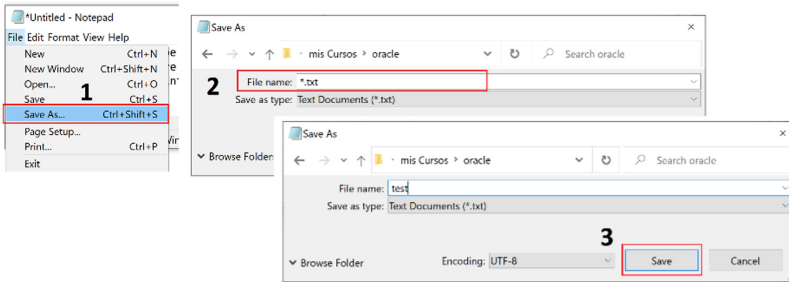 *Untitled - Notepad
File Edit Format View Help
New Ctrl+N
New Window Ctrl+Shift+N
Open... Ctrl+O
1
Save Ctrl+S
Save As... Ctrl+Shift+S
Page Setup...
Print... Ctrl+P
Exit
Save As
mis Cursos > oracle
Search oracle
2
File name: *.txt
Save as type: Text Documents (*.txt)
Browse Folder
Save As
mis Cursos > oracle
Search oracle
File name: test
Save as type: Text Documents (*.txt)
3
Browse Folder Encoding: UTF-8 Save Cancel